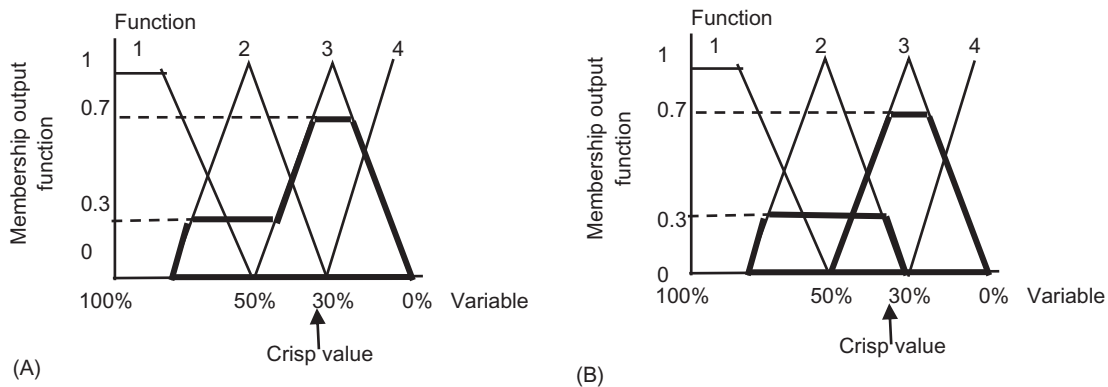 Function
1 2 3 4
1
0.7
0.3
0
Membership output
function
100% 50% 30% 0% Variable
Crisp value
(A)
Function
1 2 3 4
1
0.7
0.3
0
Membership output
function
100% 50% 30% 0% Variable
Crisp value
(B)